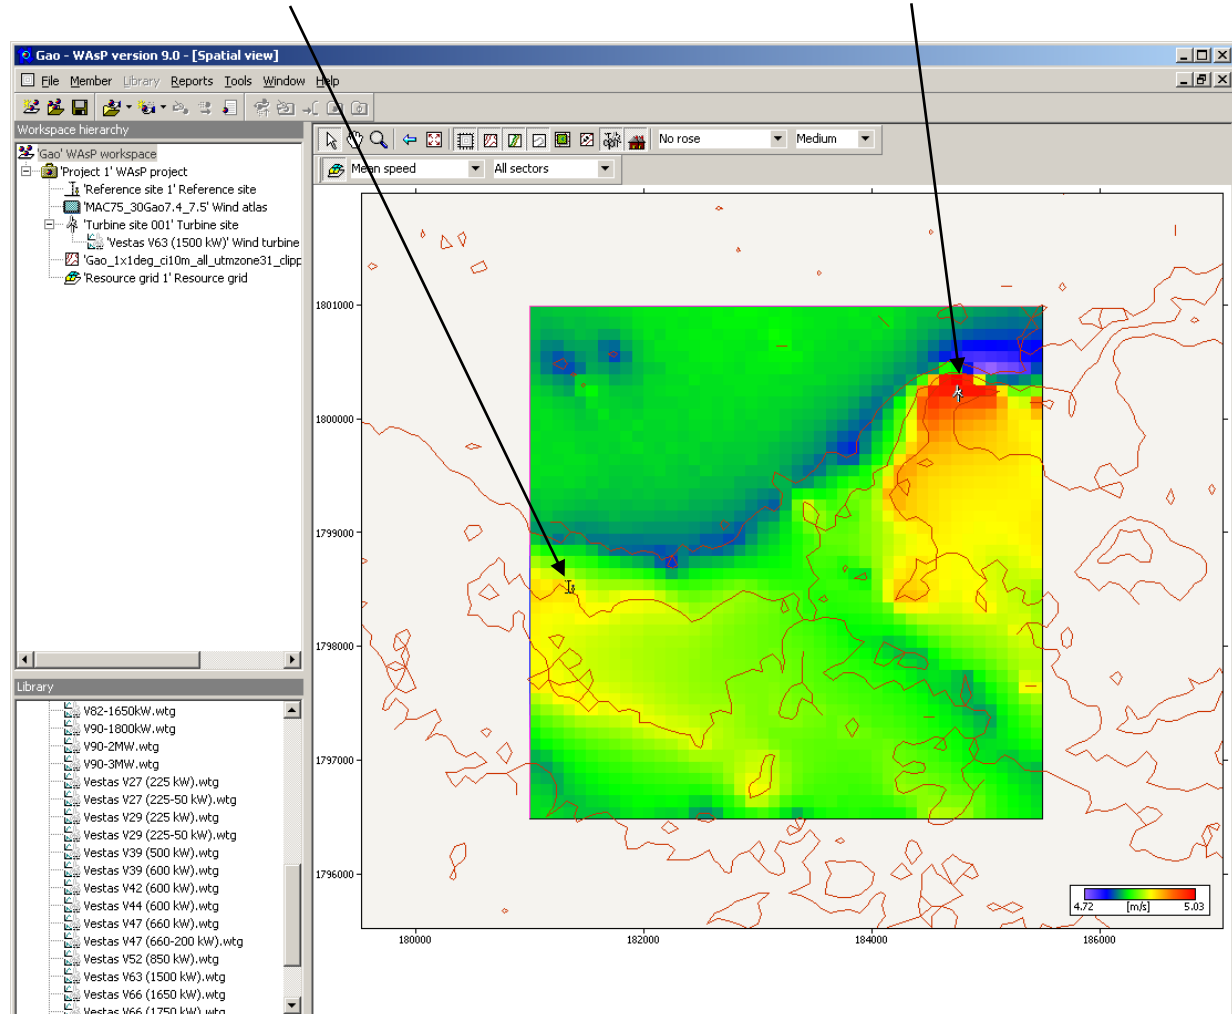 Gao - WAsP version 9.0 - [Spatial view]
File Member Library Reports Tools Window Help
Workspace hierarchy
'Gao' WAsP workspace
'Project 1' WAsP project
'Reference site 1' Reference site
'MAC75_30Gao7.4_7.5' Wind atlas
'Turbine site 001' Turbine site
'Vestas V63 (1500 kW)' Wind turbine
'Gao_1x1deg_ci10m_all_utmzone31_clipp
'Resource grid 1' Resource grid
No rose Medium
Mean speed All sectors
1801000
1800000
1799000
1798000
1797000
1796000
180000 182000 184000 186000
4.72 [m/s] 5.03
Library
V82-1650kW.wtg
V90-1800kW.wtg
V90-2MW.wtg
V90-3MW.wtg
Vestas V27 (225 kW).wtg
Vestas V27 (225-50 kW).wtg
Vestas V29 (225 kW).wtg
Vestas V29 (225-50 kW).wtg
Vestas V39 (500 kW).wtg
Vestas V39 (600 kW).wtg
Vestas V42 (600 kW).wtg
Vestas V44 (600 kW).wtg
Vestas V47 (660 kW).wtg
Vestas V47 (660-200 kW).wtg
Vestas V52 (850 kW).wtg
Vestas V63 (1500 kW).wtg
Vestas V66 (1650 kW).wtg
Vestas V66 (1750 kW).wtg